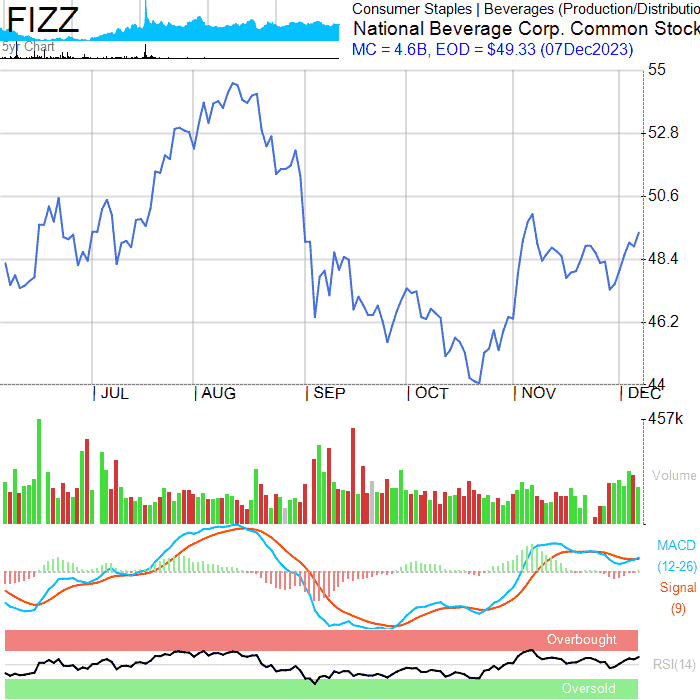 FIZZ
5yr Chart
Consumer Staples | Beverages (Production/Distributio
National Beverage Corp. Common Stock
MC = 4.6B, EOD = $49.33 (07Dec2023)
55
52.8
50.6
48.4
46.2
44
JUL AUG SEP OCT NOV DEC
457k
Volume
MACD
(12-26)
Signal
(9)
Overbought
RSI(14)
Oversold